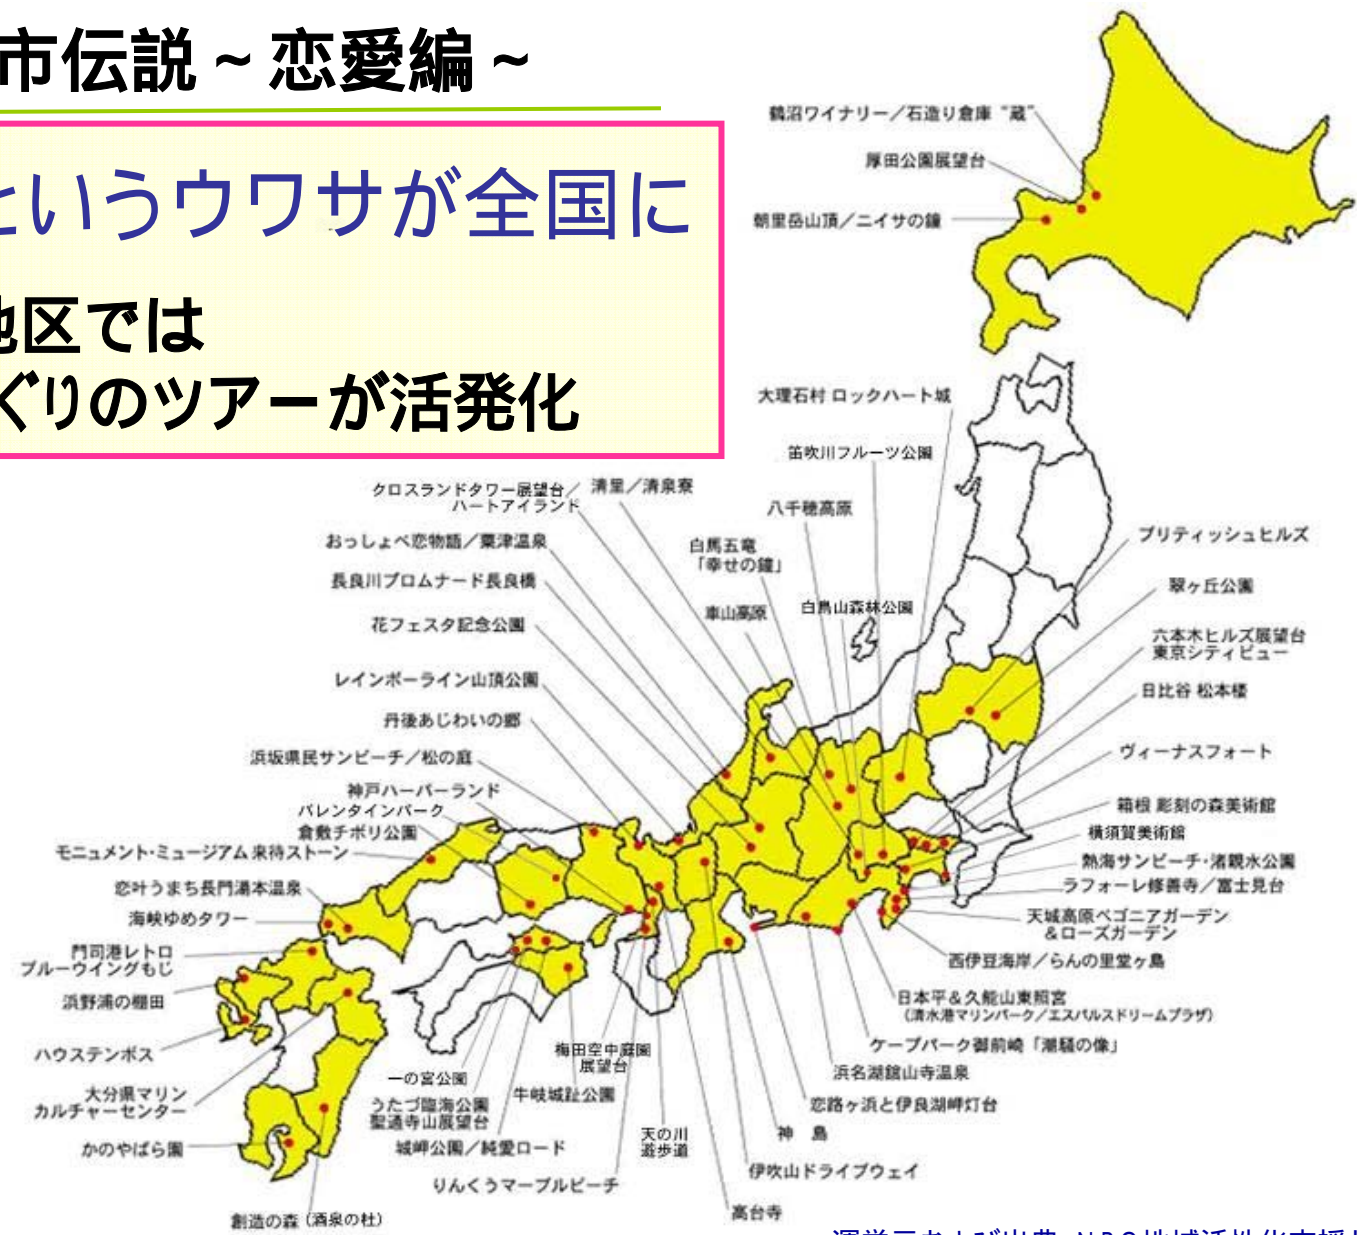 市伝説～恋愛編～
というウワサが全国に
地区では
ぐりのツアーが活発化
鶴沼ワイナリー／石造り倉庫 “蔵”
厚田公園展望台
朝里岳山頂／ニイサの鐘
大理石村 ロックハート城
笛吹川フルーツ公園
クロスランドタワー展望台／
ハートアイランド
清里／清泉寮
八千穂高原
おっしょべ恋物語／粟津温泉
白馬五竜
「幸せの鐘」
ブリティッシュヒルズ
長良川プロムナード長良橋
翠ヶ丘公園
花フェスタ記念公園
車山高原
白鳥山森林公園
六本木ヒルズ展望台
東京シティビュー
レインボーライン山頂公園
日比谷 松本楼
丹後あじわいの郷
浜坂県民サンビーチ／松の庭
ヴィーナスフォート
神戸ハーバーランド
バレンタインパーク
箱根 彫刻の森美術館
倉敷チボリ公園
横須賀美術館
モニュメント・ミュージアム 来待ストーン
熱海サンビーチ・渚親水公園
恋叶うまち長門湯本温泉
ラフォーレ修善寺／富士見台
海峡ゆめタワー
天城高原ベゴニアガーデン
＆ローズガーデン
門司港レトロ
ブルーウイングもじ
西伊豆海岸／らんの里堂ヶ島
浜野浦の棚田
日本平＆久能山東照宮
（清水港マリンパーク／エスパルスドリームプラザ）
ハウステンボス
ケープパーク御前崎「潮騒の像」
梅田空中庭園
展望台
浜名湖舘山寺温泉
一の宮公園
大分県マリン
カルチャーセンター
牛岐城趾公園
うたづ臨海公園
聖通寺山展望台
恋路ヶ浜と伊良湖岬灯台
天の川
遊歩道
神 島
かのやばら園
城岬公園／純愛ロード
伊吹山ドライブウェイ
りんくうマーブルビーチ
高台寺
創造の森（酒泉の杜）